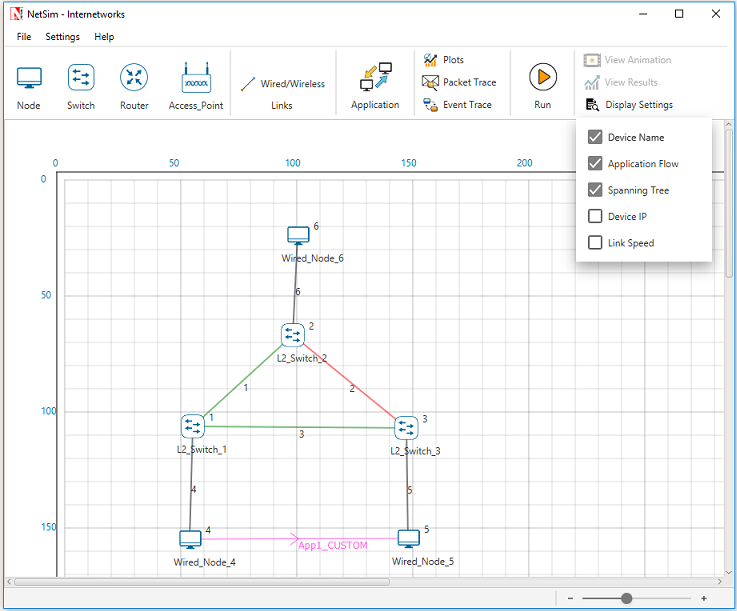 NetSim - Internetworks
File Settings Help
Node
Switch
Router
Access_Point
Wired/Wireless
Links
Application
Plots
Packet Trace
Event Trace
Run
View Animation
View Results
Display Settings
Device Name
Application Flow
Spanning Tree
Device IP
Link Speed
0 50 100 150 200
0
50
100
150
6
Wired_Node_6
6
2
L2_Switch_2
1
2
1
L2_Switch_1
3
3
L2_Switch_3
4
5
4
Wired_Node_4
App1_CUSTOM
5
Wired_Node_5